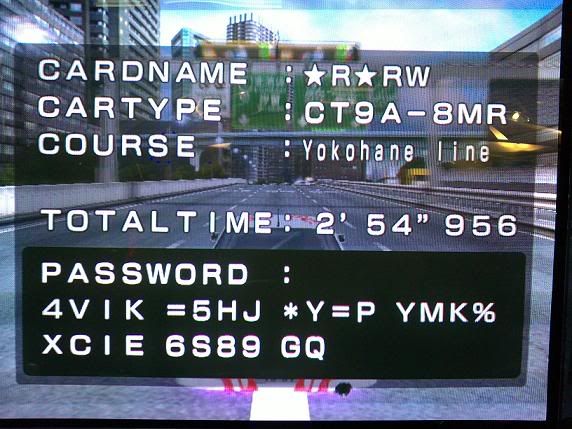 CARDNAME : ★R★RW
CARTYPE : CT9A-8MR
COURSE : Yokohane line
TOTALTIME: 2' 54" 956
PASSWORD :
4VIK =5HJ *Y=P YMK%
XCIE 6S89 GQ